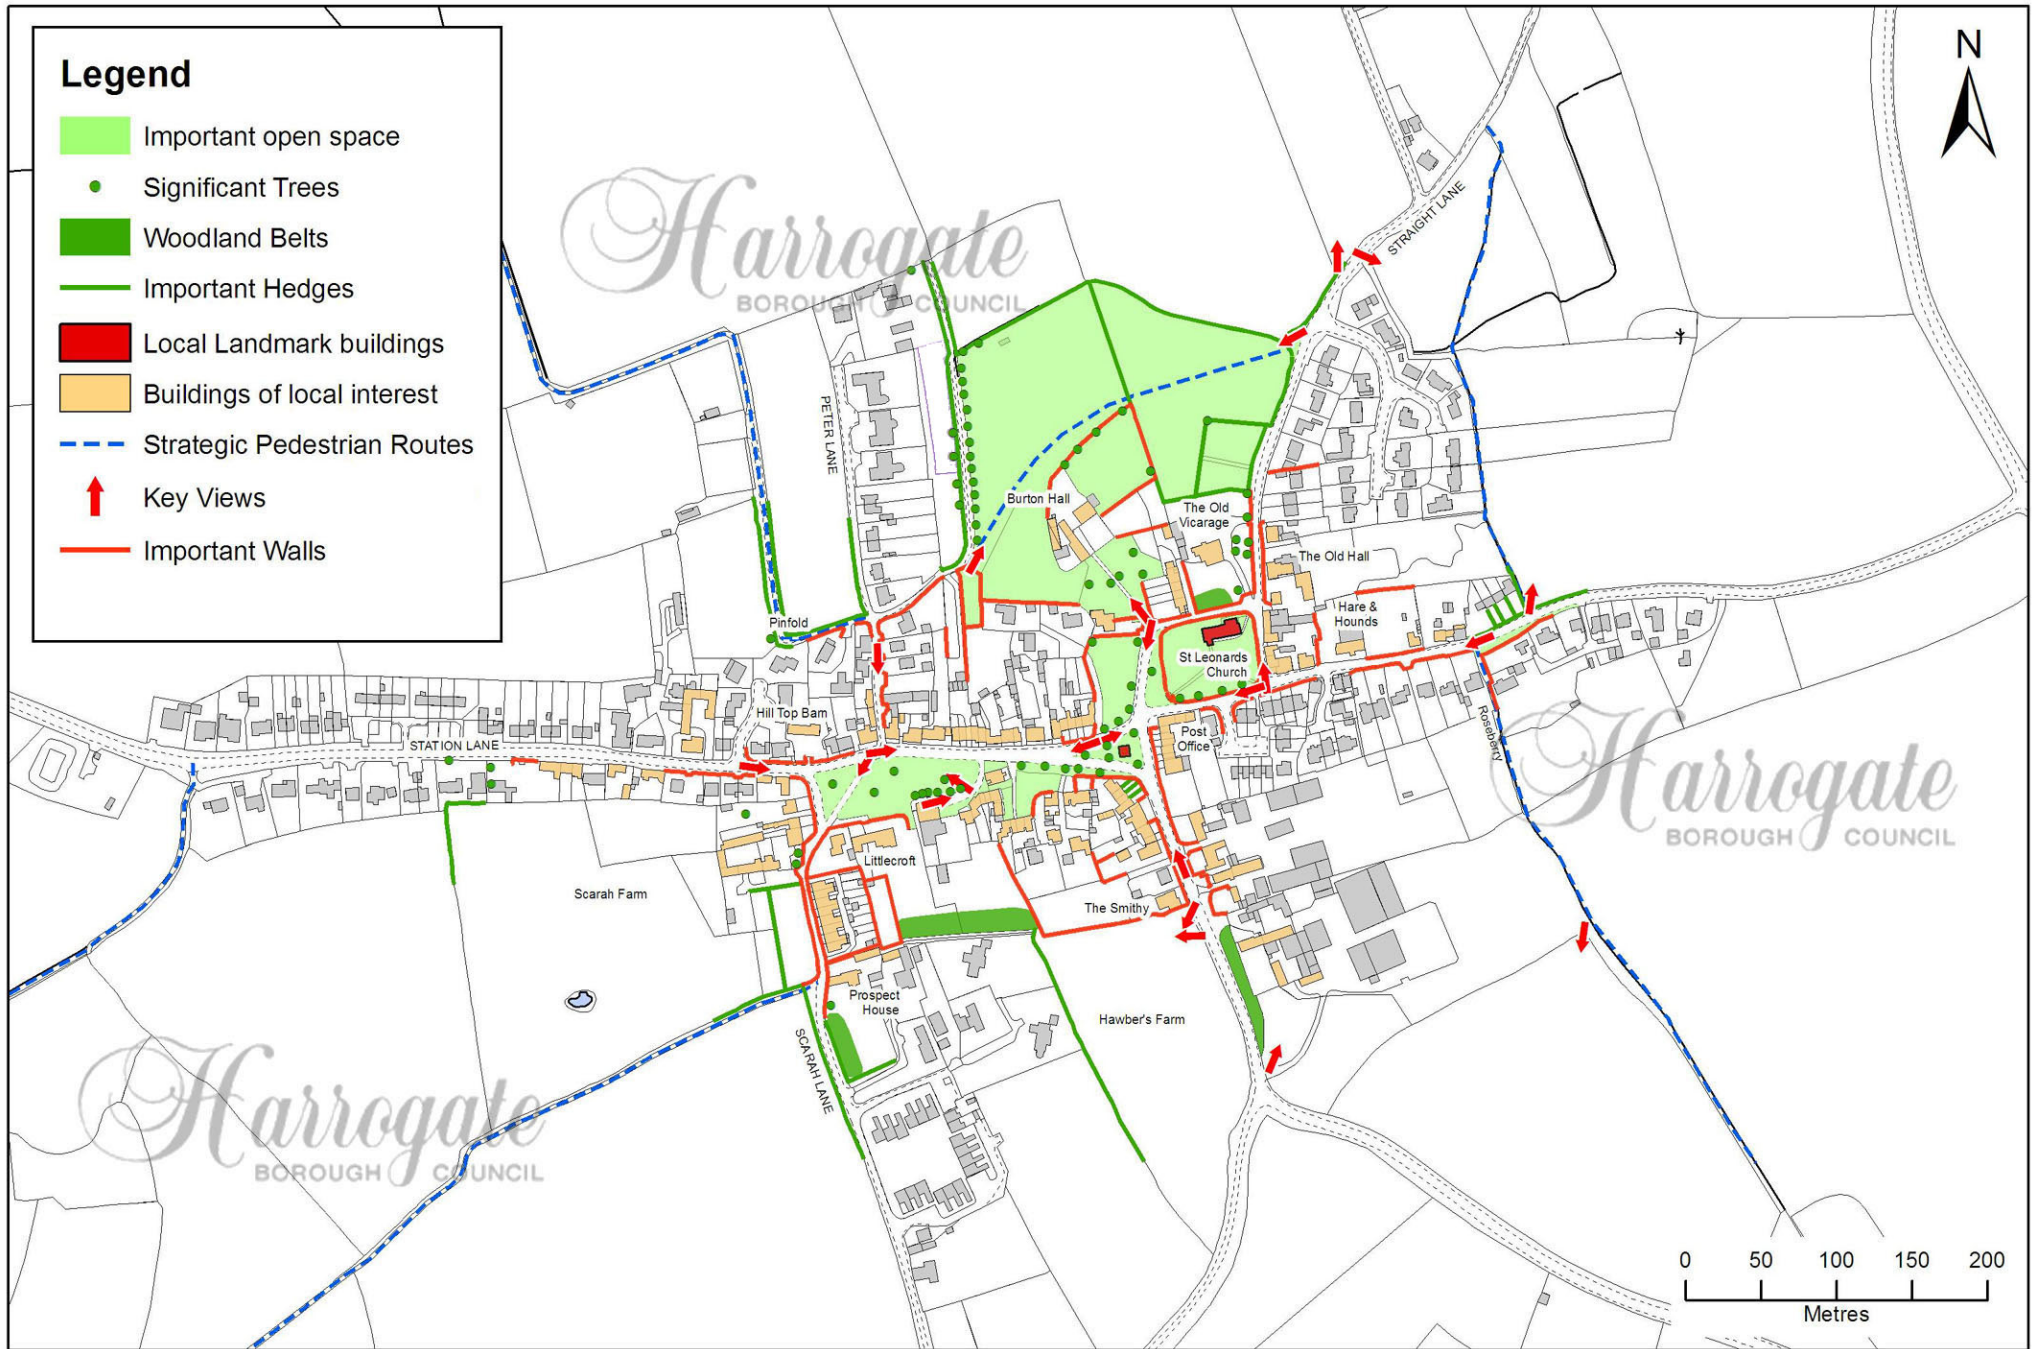 Legend
Important open space
Significant Trees
Woodland Belts
Important Hedges
Local Landmark buildings
Buildings of local interest
Strategic Pedestrian Routes
Key Views
Important Walls
N
Harrogate
BOROUGH COUNCIL
STRAIGHT LANE
PETER LANE
Burton Hall
The Old
Vicarage
The Old Hall
Hare &
Hounds
Pinfold
St Leonards
Church
Hill Top Barn
STATION LANE
Post
Office
Roseberry
Harrogate
BOROUGH COUNCIL
Littlecroft
Scarah Farm
The Smithy
Prospect
House
Hawber's Farm
SCARAH LANE
Harrogate
BOROUGH COUNCIL
0 50 100 150 200
Metres